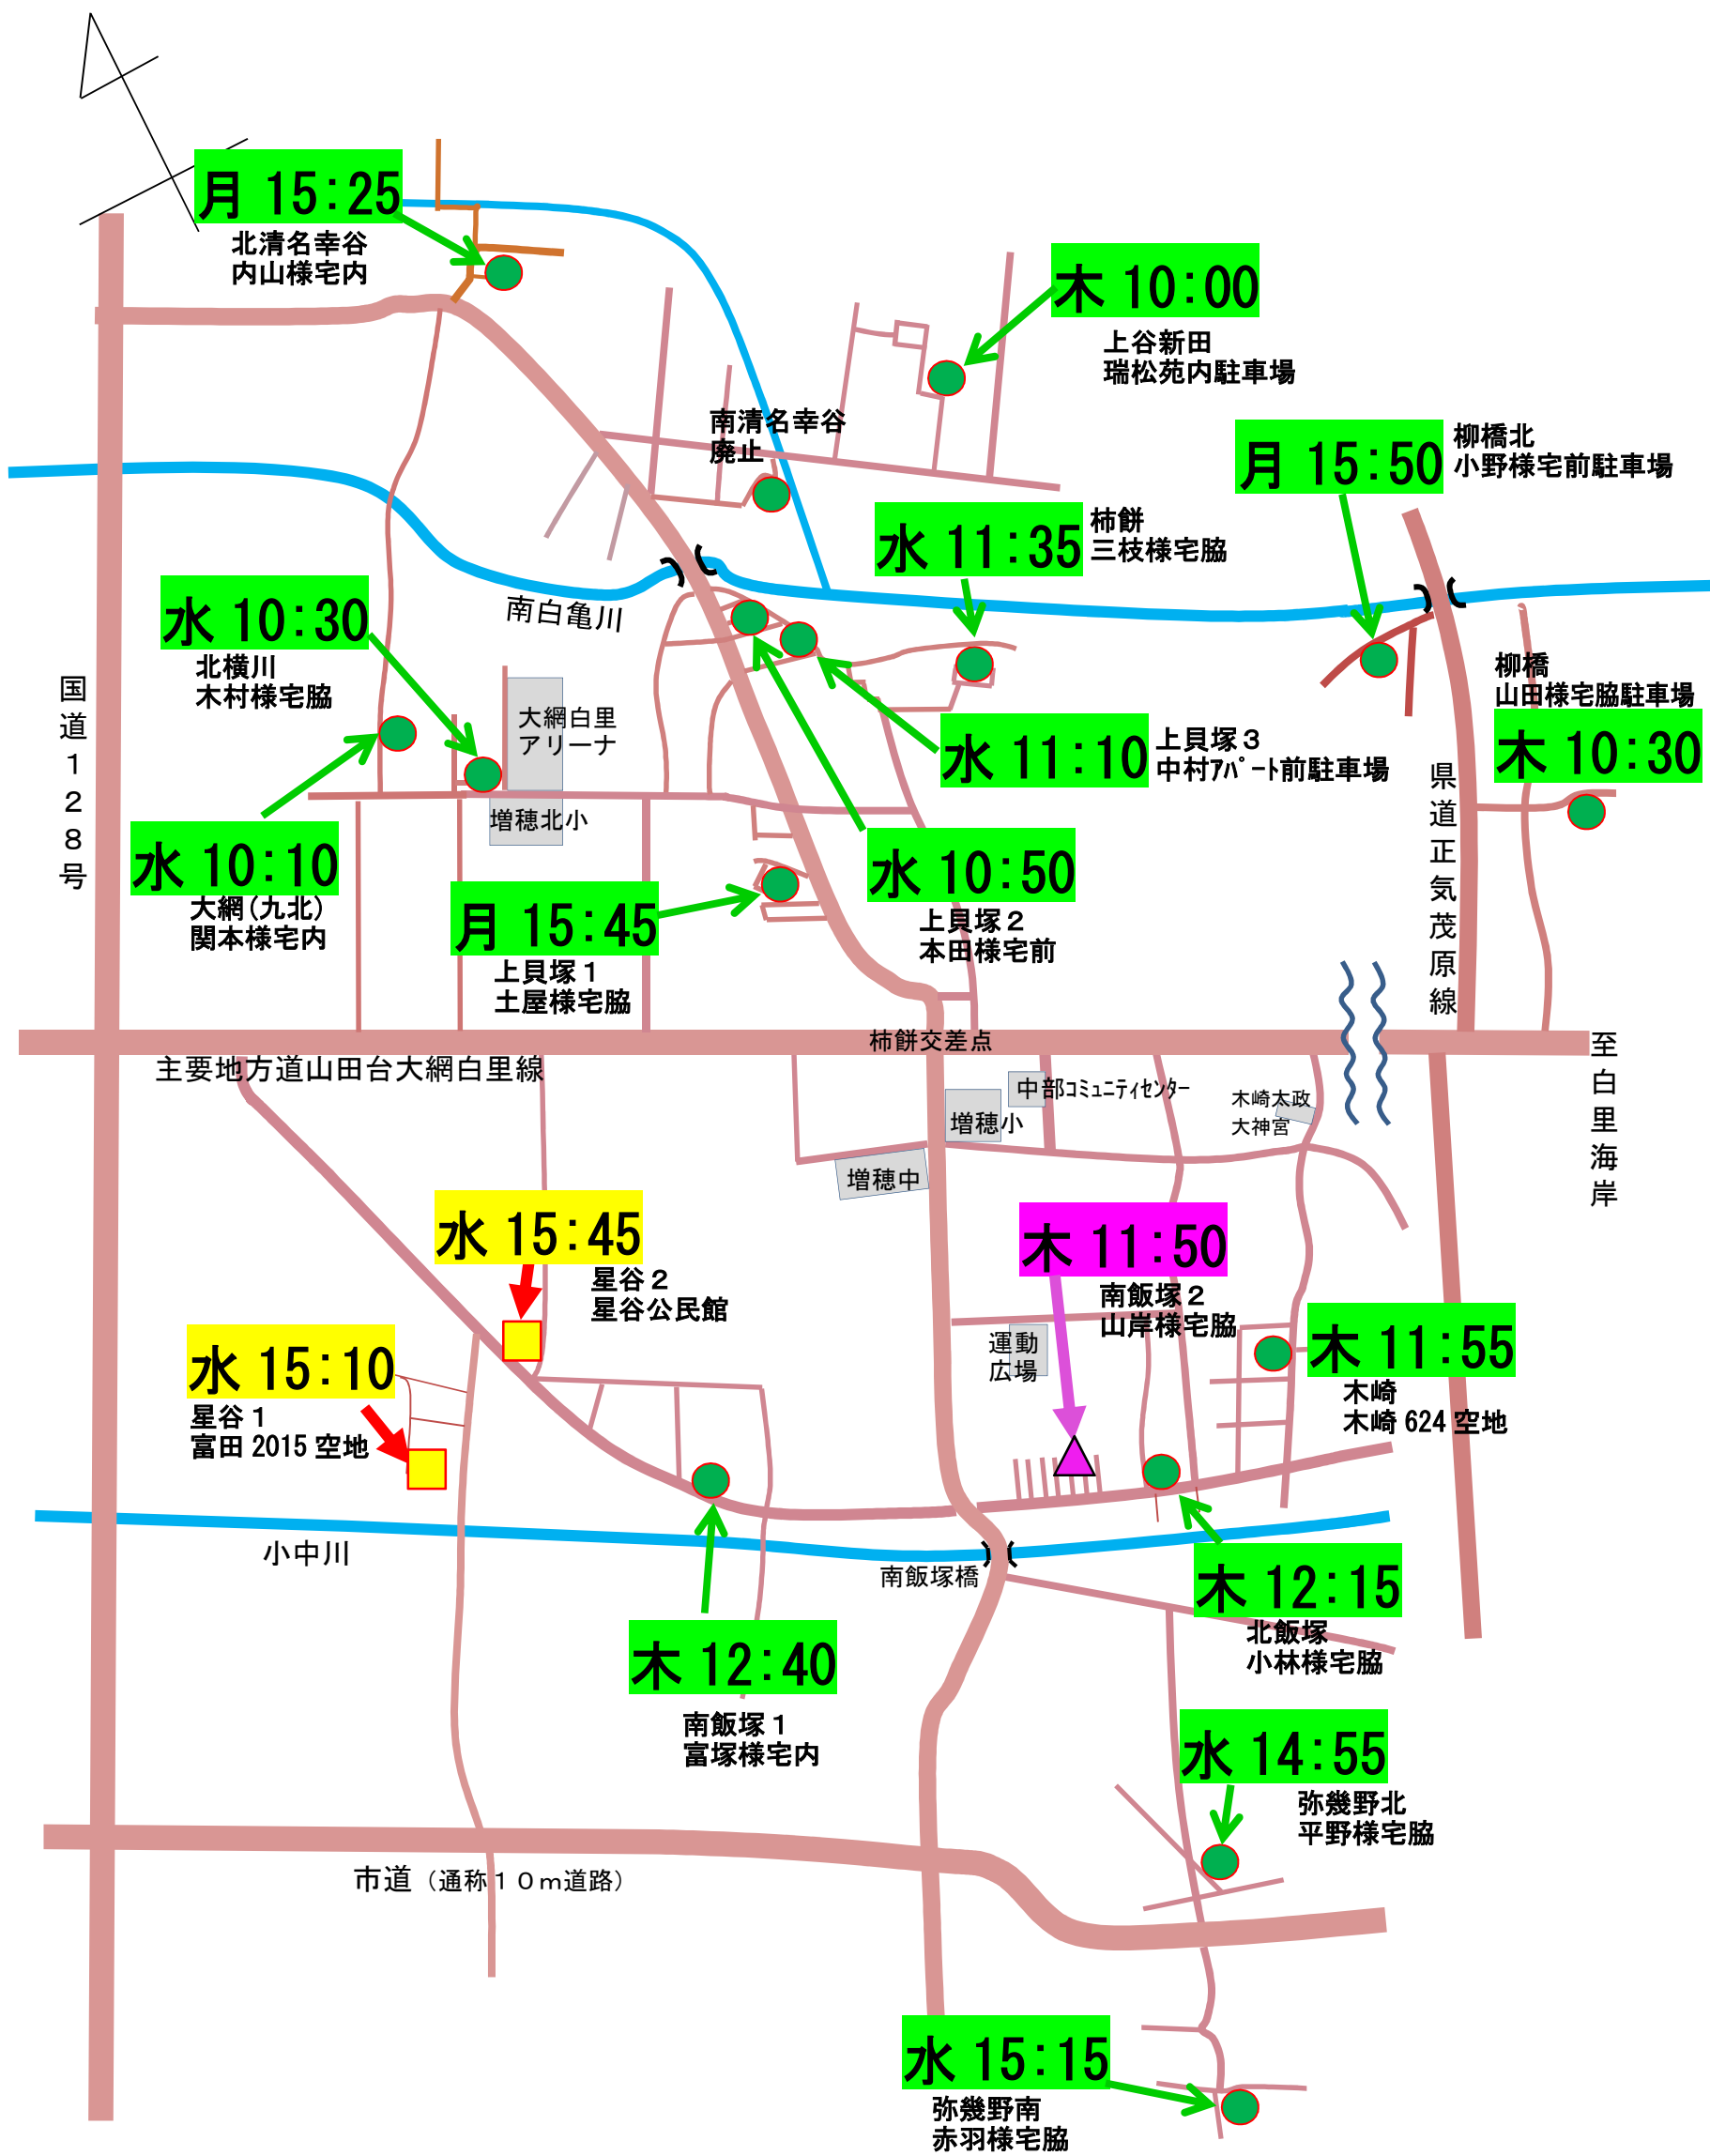 月 15:25
北清名幸谷
内山様宅内
木 10:00
上谷新田
瑞松苑内駐車場
南清名幸谷
廃止
月 15:50
柳橋北
小野様宅前駐車場
水 11:35
柿餅
三枝様宅脇
南白亀川
水 10:30
北横川
木村様宅脇
国道128号
大網白里
アリーナ
柳橋
山田様宅脇駐車場
木 10:30
水 11:10
上貝塚3
中村アパート前駐車場
県道正気茂原線
増穂北小
水 10:10
大網(九北)
関本様宅内
水 10:50
上貝塚2
本田様宅前
月 15:45
上貝塚1
土屋様宅脇
柿餅交差点
主要地方道山田台大網白里線
至白里海岸
中部コミュニティセンター
増穂小
木崎太政
大神宮
増穂中
水 15:45
星谷2
星谷公民館
木 11:50
南飯塚2
山岸様宅脇
運動
広場
木 11:55
木崎
木崎624空地
水 15:10
星谷1
富田2015空地
小中川
南飯塚橋
木 12:15
北飯塚
小林様宅脇
木 12:40
南飯塚1
富塚様宅内
水 14:55
弥幾野北
平野様宅脇
市道(通称10m道路)
水 15:15
弥幾野南
赤羽様宅脇